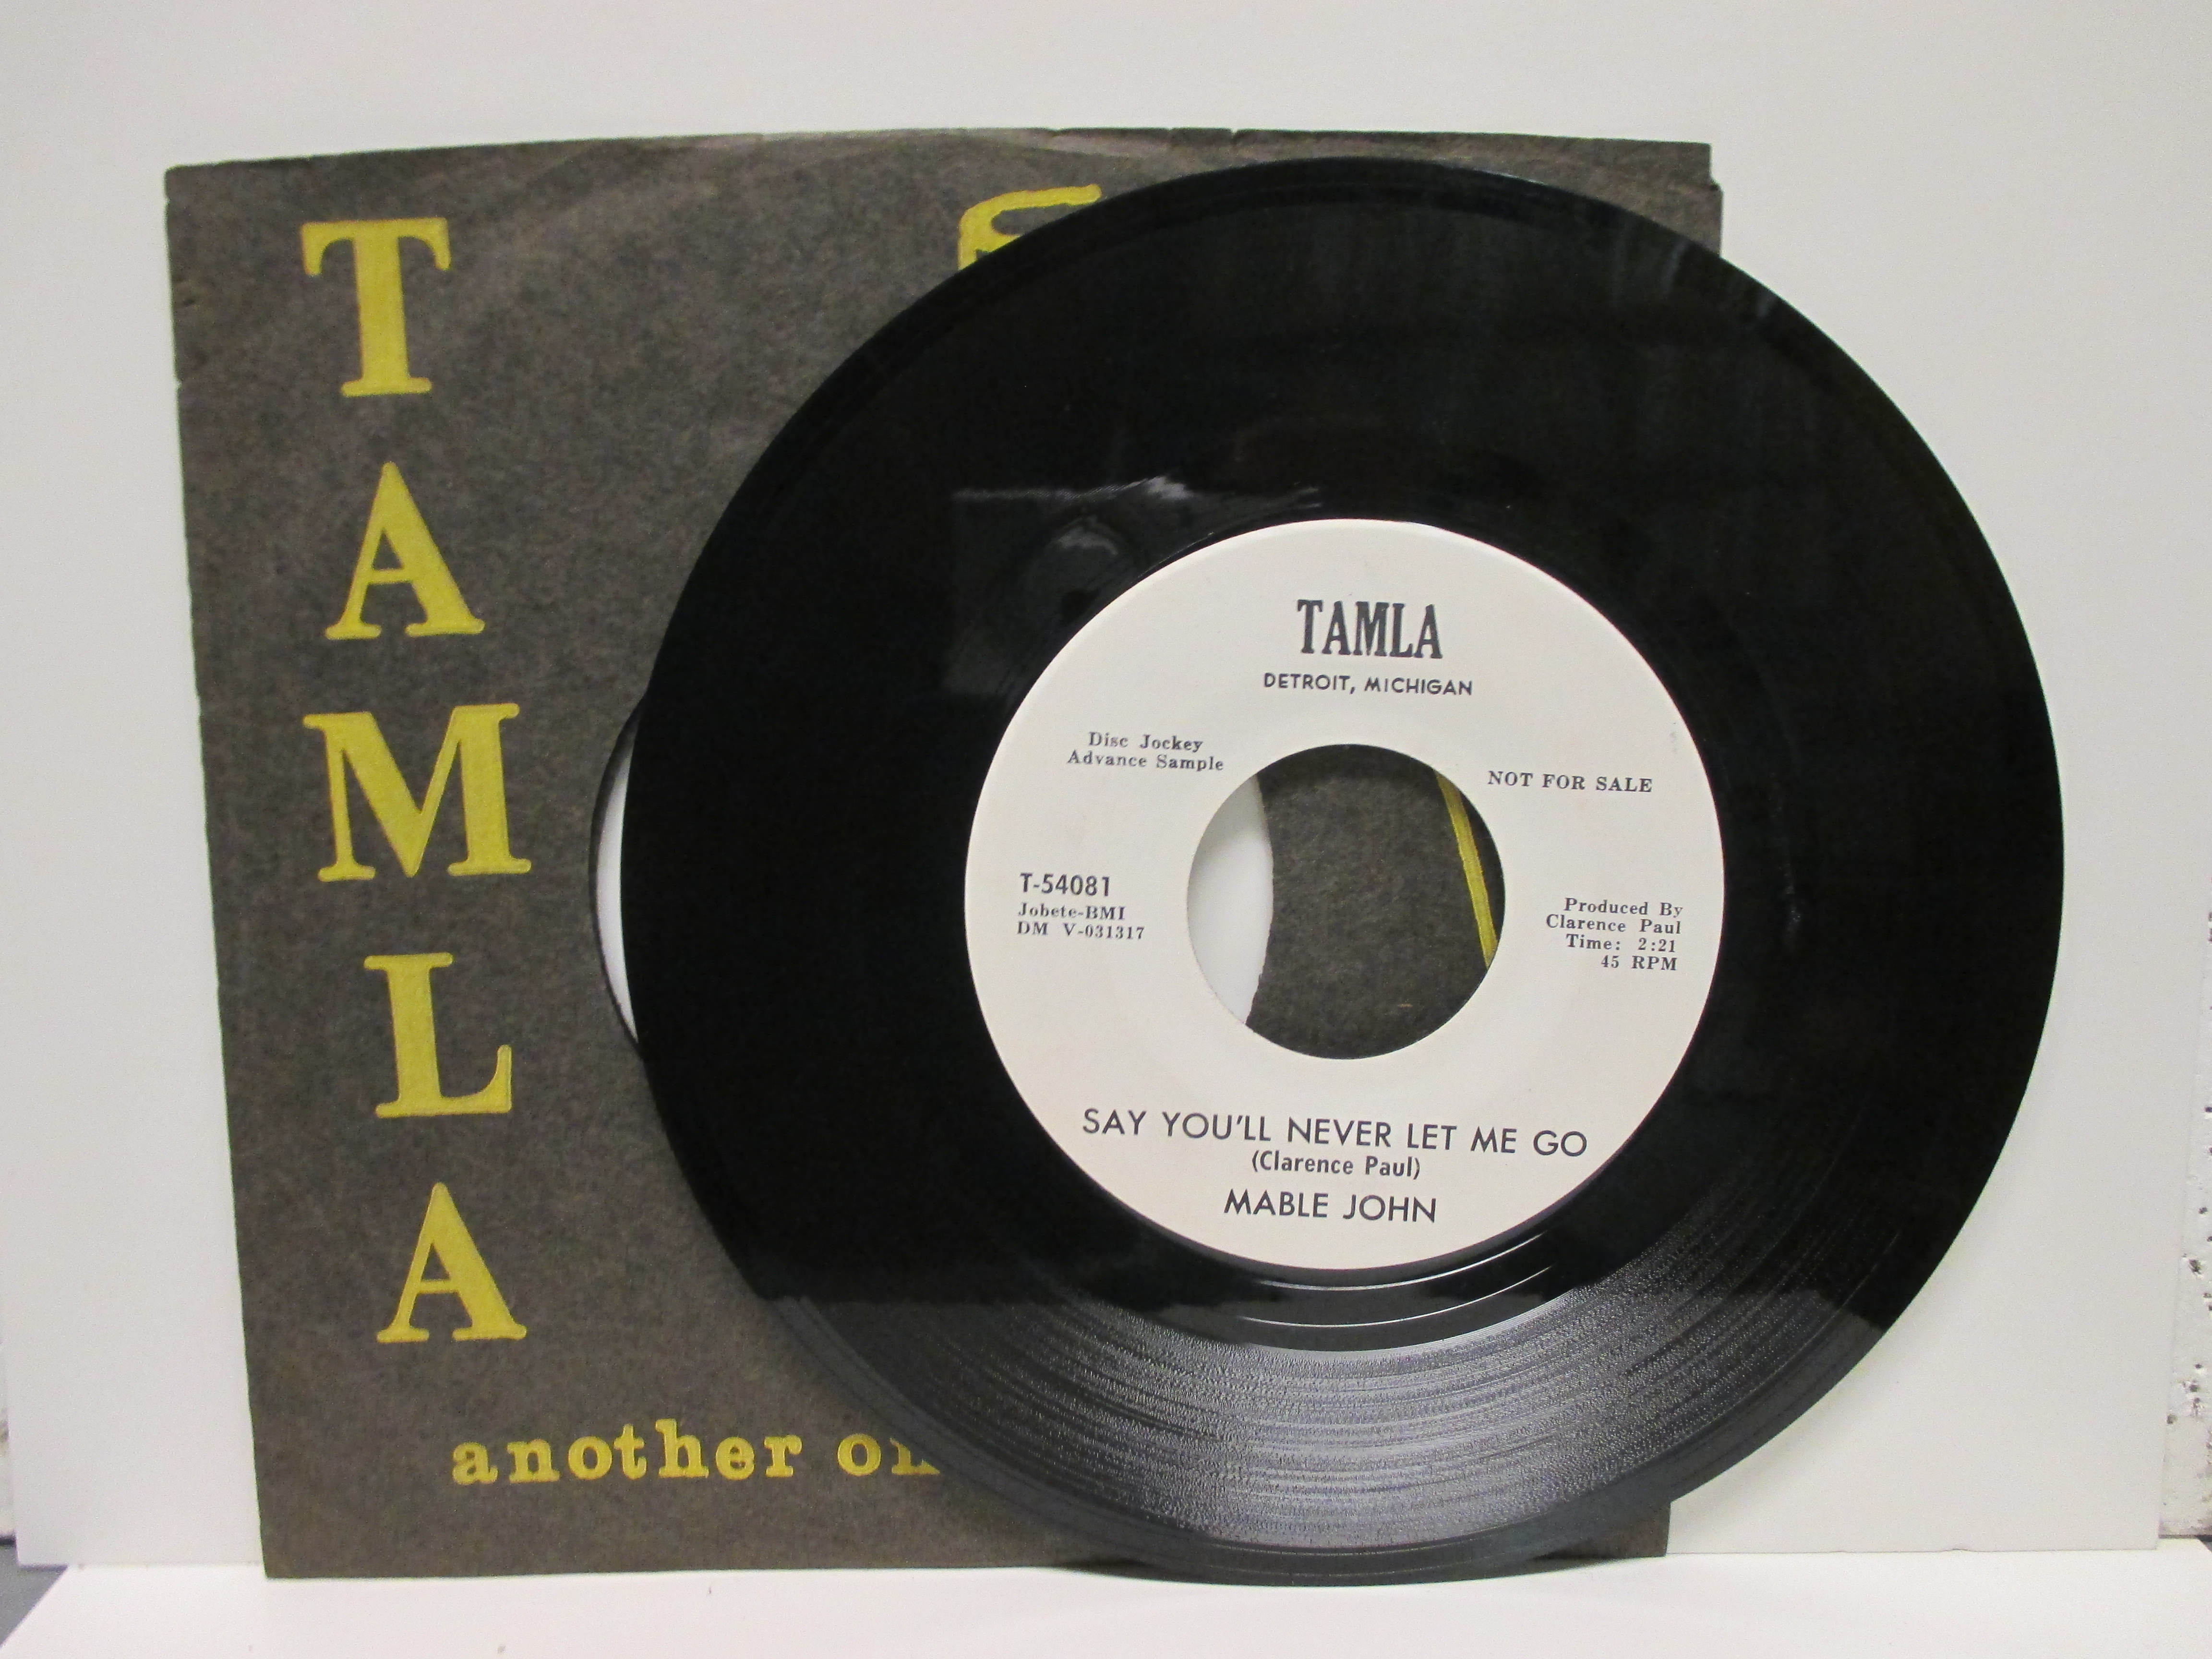 TAMLA
another
TAMLA
DETROIT, MICHIGAN
Disc Jockey
Advance Sample
NOT FOR SALE
T-54081
Jobete-BMI
DM V-031317
Produced By
Clarence Paul
Time: 2:21
45 RPM
SAY YOU'LL NEVER LET ME GO
(Clarence Paul)
MABLE JOHN